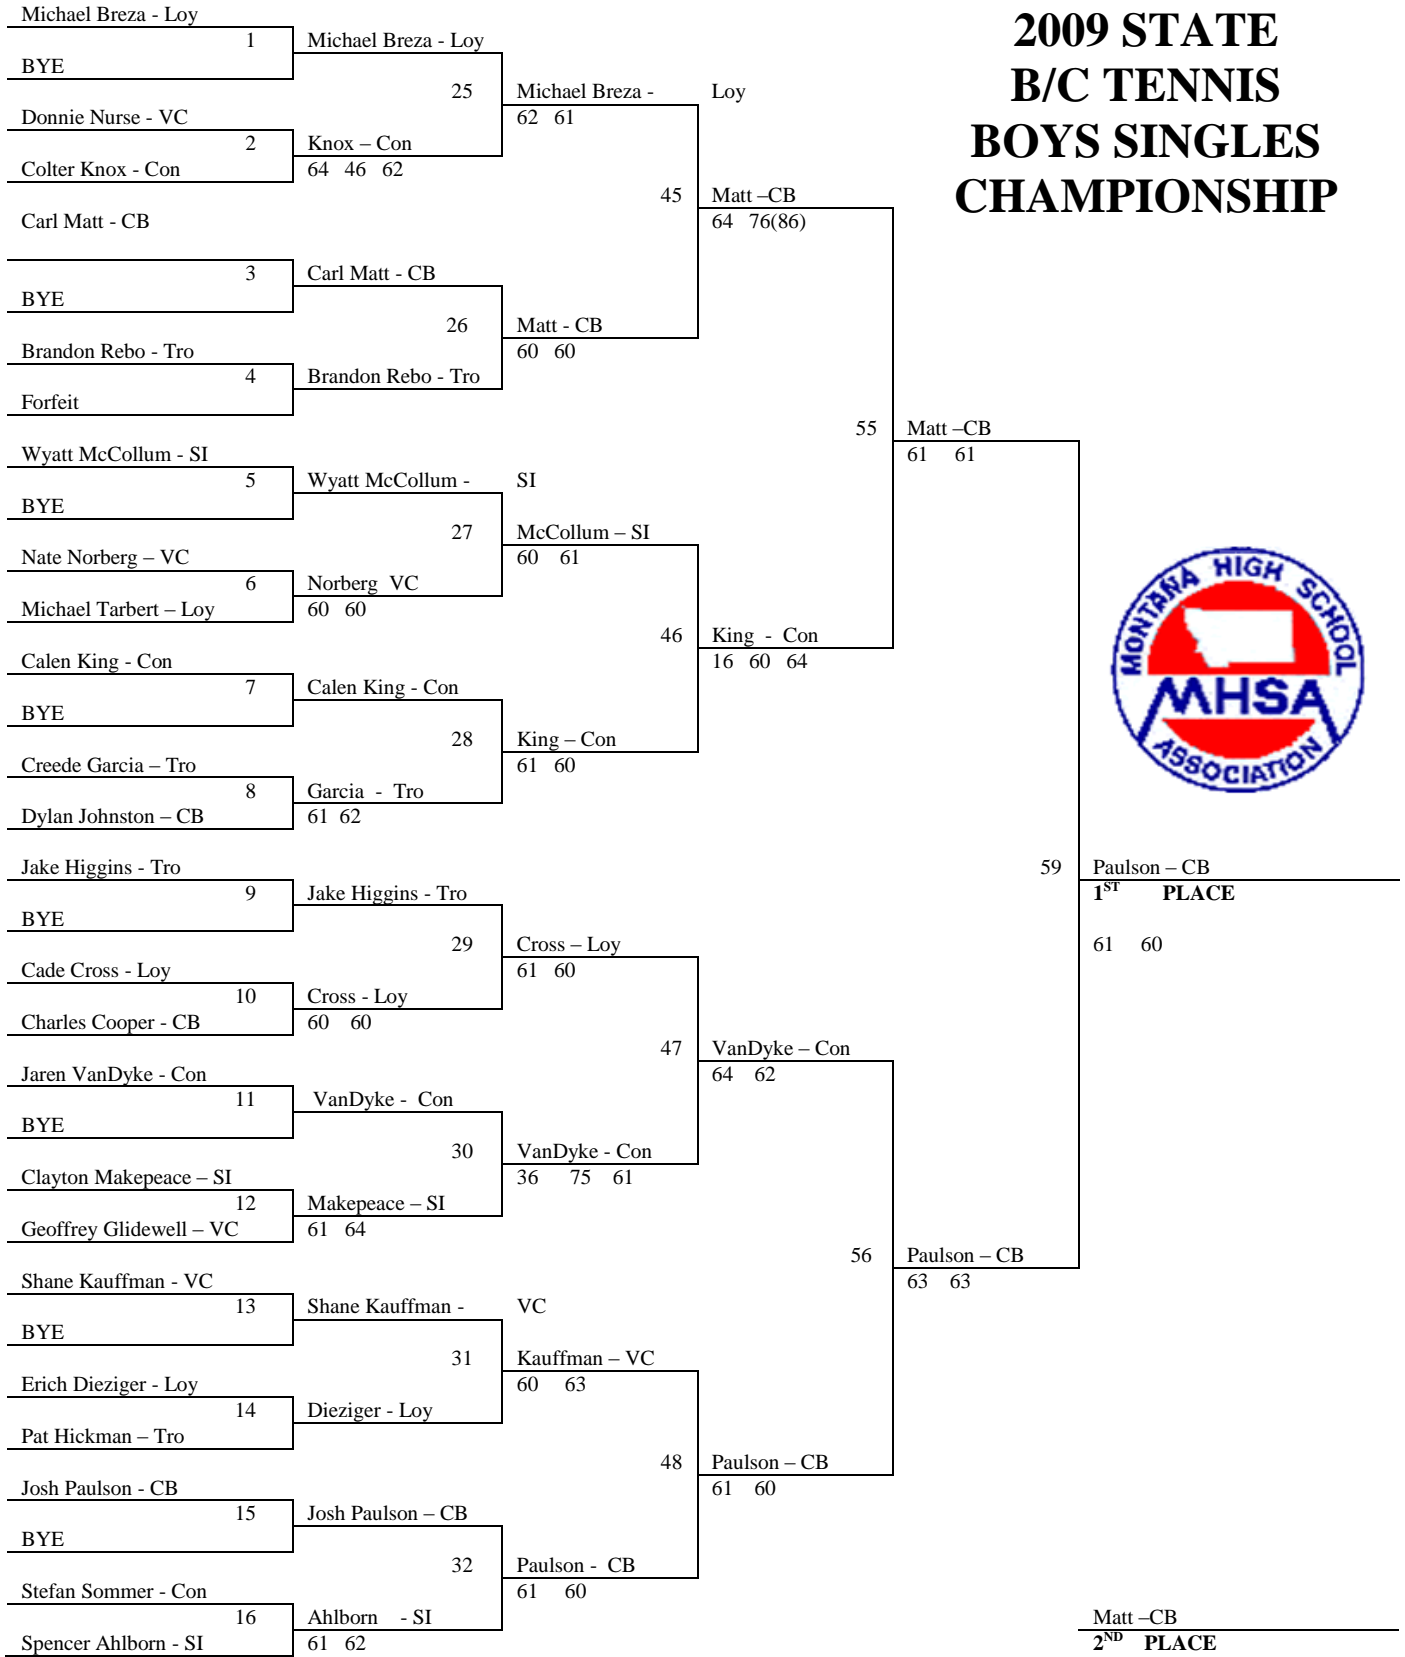 2009 STATE
B/C TENNIS
BOYS SINGLES
CHAMPIONSHIP
Michael Breza - Loy
1
BYE
Donnie Nurse - VC
2
Colter Knox - Con
Carl Matt - CB
3
BYE
Brandon Rebo - Tro
4
Forfeit
Wyatt McCollum - SI
5
BYE
Nate Norberg – VC
6
Michael Tarbert – Loy
Calen King - Con
7
BYE
Creede Garcia – Tro
8
Dylan Johnston – CB
Jake Higgins - Tro
9
BYE
Cade Cross - Loy
10
Charles Cooper - CB
Jaren VanDyke - Con
11
BYE
Clayton Makepeace – SI
12
Geoffrey Glidewell – VC
Shane Kauffman - VC
13
BYE
Erich Dieziger - Loy
14
Pat Hickman – Tro
Josh Paulson - CB
15
BYE
Stefan Sommer - Con
16
Spencer Ahlborn - SI
Michael Breza - Loy
25
Knox – Con
64 46 62
Carl Matt - CB
26
Brandon Rebo - Tro
Wyatt McCollum - SI
27
Norberg VC
60 60
Calen King - Con
28
Garcia - Tro
61 62
Jake Higgins - Tro
29
Cross - Loy
60 60
VanDyke - Con
30
Makepeace – SI
61 64
Shane Kauffman - VC
31
Dieziger - Loy
Josh Paulson – CB
32
Ahlborn - SI
61 62
Michael Breza - Loy
62 61
45
Matt - CB
60 60
McCollum – SI
60 61
46
King – Con
61 60
Cross – Loy
61 60
47
VanDyke - Con
36 75 61
Kauffman – VC
60 63
48
Paulson - CB
61 60
Matt –CB
64 76(86)
55
King - Con
16 60 64
VanDyke – Con
64 62
56
Paulson – CB
61 60
Matt –CB
61 61
59
Paulson – CB
63 63
MONTANA HIGH SCHOOL
MHSA
ASSOCIATION
Paulson – CB
1ST PLACE
61 60
Matt –CB
2ND PLACE